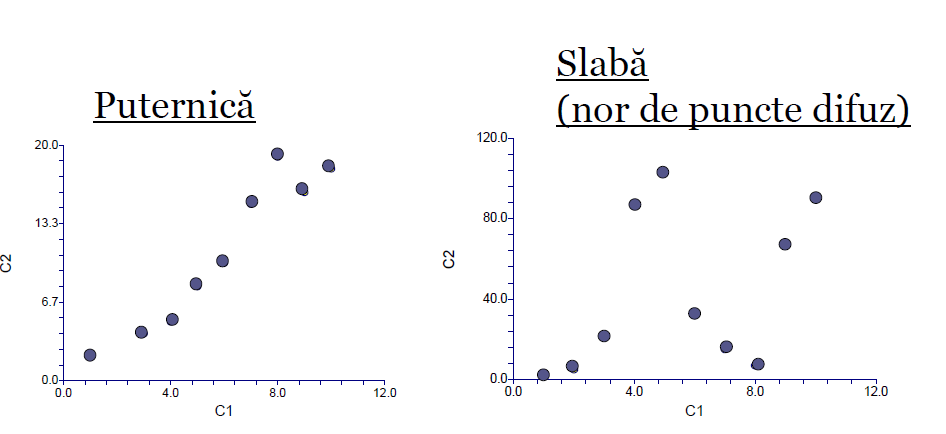 Puternică
20.0
13.3
6.7
0.0
C2
0.0 4.0 8.0 12.0
C1
Slabă
(nor de puncte difuz)
120.0
80.0
40.0
0.0
C2
0.0 4.0 8.0 12.0
C1